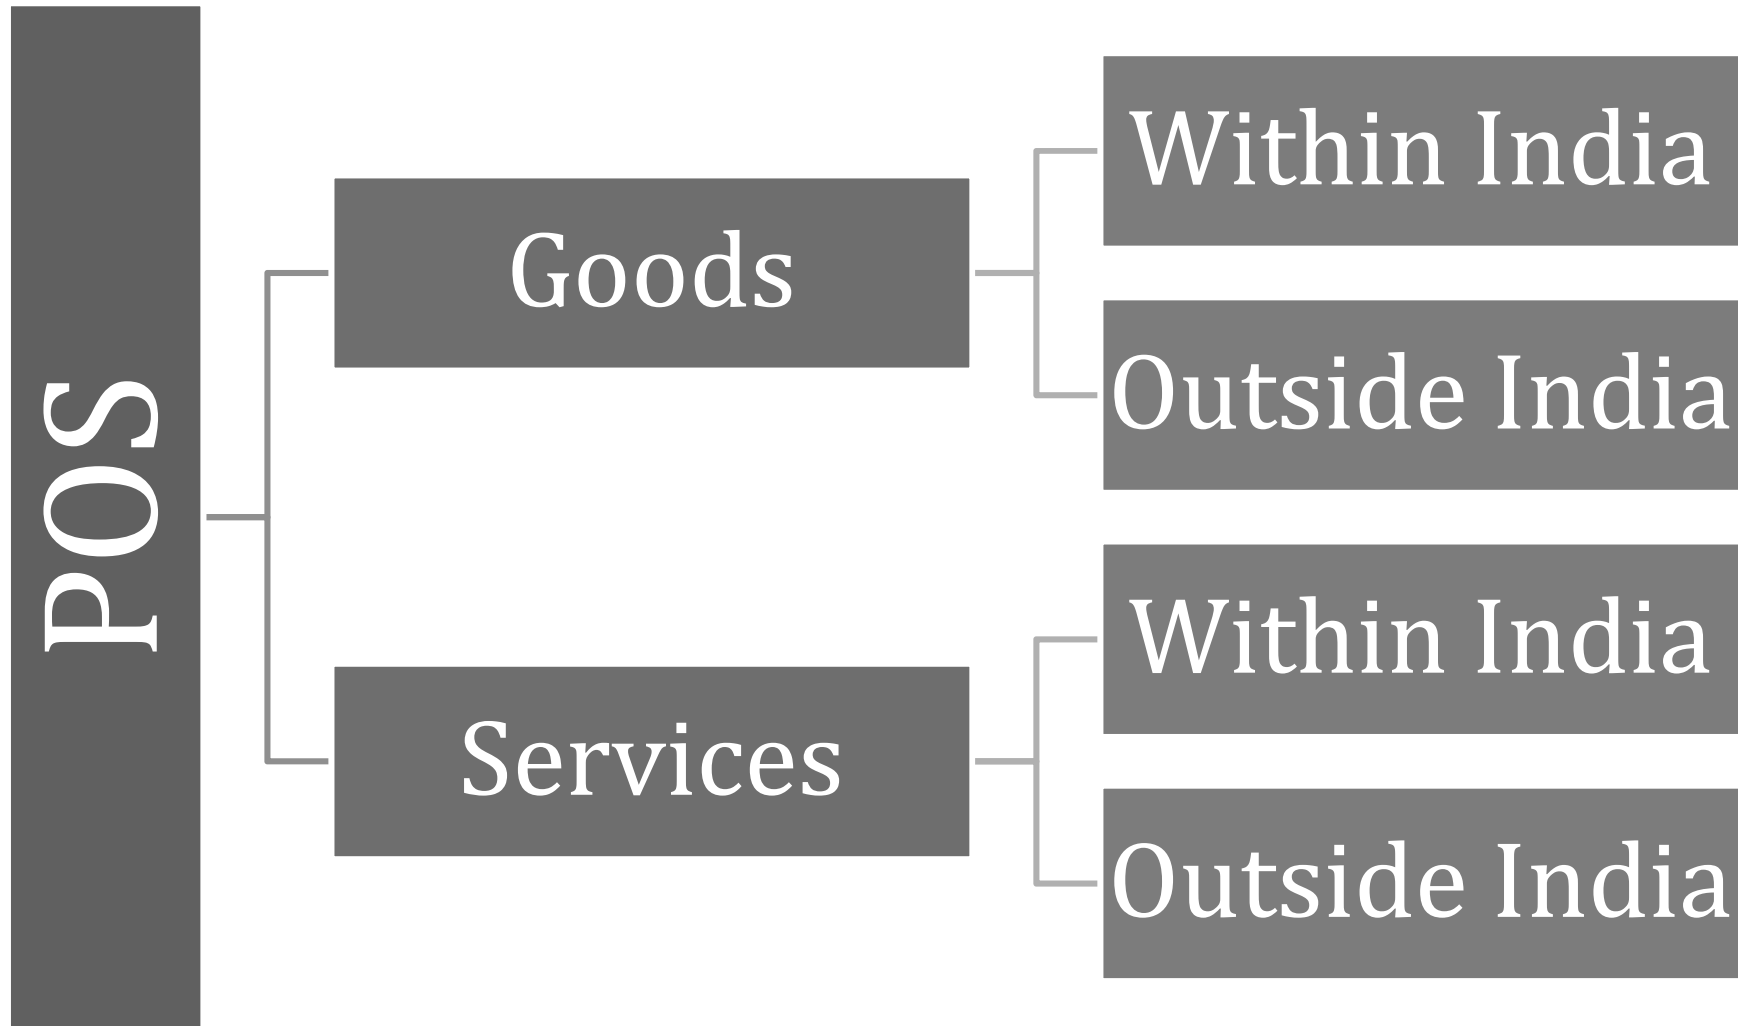 POS
Goods
Within India
Outside India
Services
Within India
Outside India